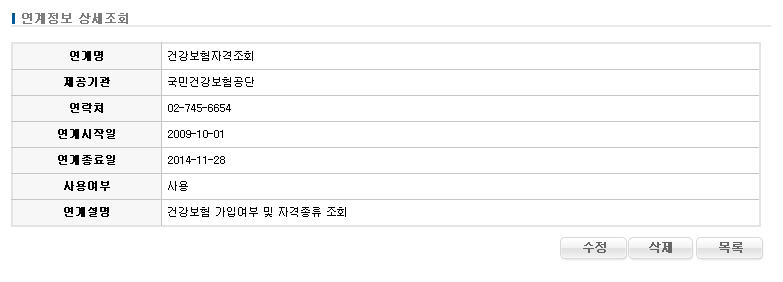 연계정보 상세조회
연계명 건강보험자격조회
제공기관 국민건강보험공단
연락처 02-745-6654
연계시작일 2009-10-01
연계종료일 2014-11-28
사용여부 사용
연계설명 건강보험 가입여부 및 자격종류 조회
수정 삭제 목록